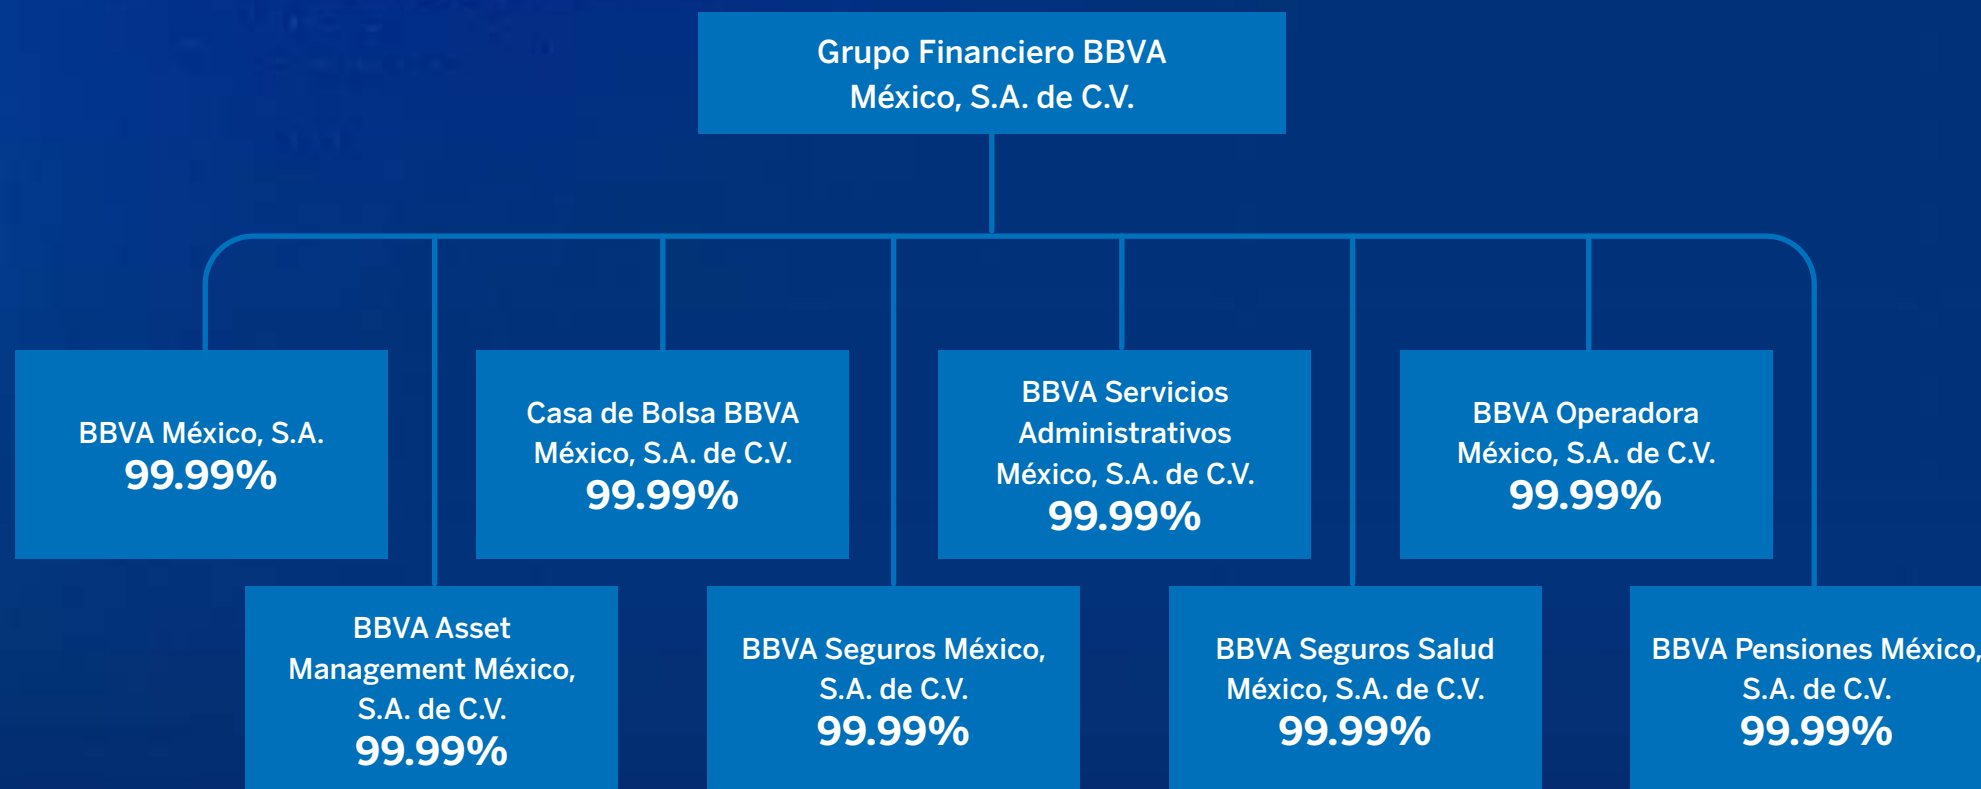 Grupo Financiero BBVA
México, S.A. de C.V.
BBVA México, S.A.
99.99%
Casa de Bolsa BBVA
México, S.A. de C.V.
99.99%
BBVA Servicios
Administrativos
México, S.A. de C.V.
99.99%
BBVA Operadora
México, S.A. de C.V.
99.99%
BBVA Asset
Management México,
S.A. de C.V.
99.99%
BBVA Seguros México,
S.A. de C.V.
99.99%
BBVA Seguros Salud
México, S.A. de C.V.
99.99%
BBVA Pensiones México,
S.A. de C.V.
99.99%